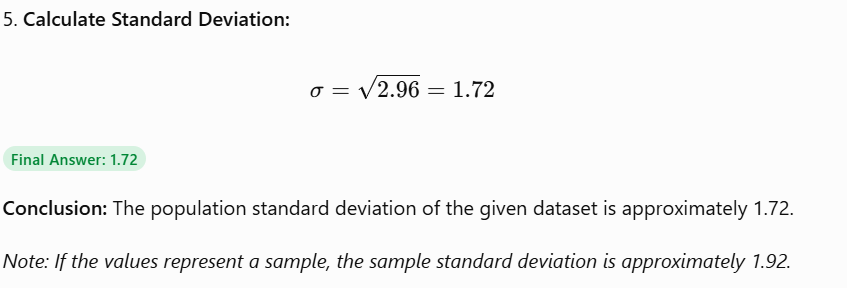 5. Calculate Standard Deviation:
σ = √2.96 = 1.72
Final Answer: 1.72
Conclusion: The population standard deviation of the given dataset is approximately 1.72.
Note: If the values represent a sample, the sample standard deviation is approximately 1.92.